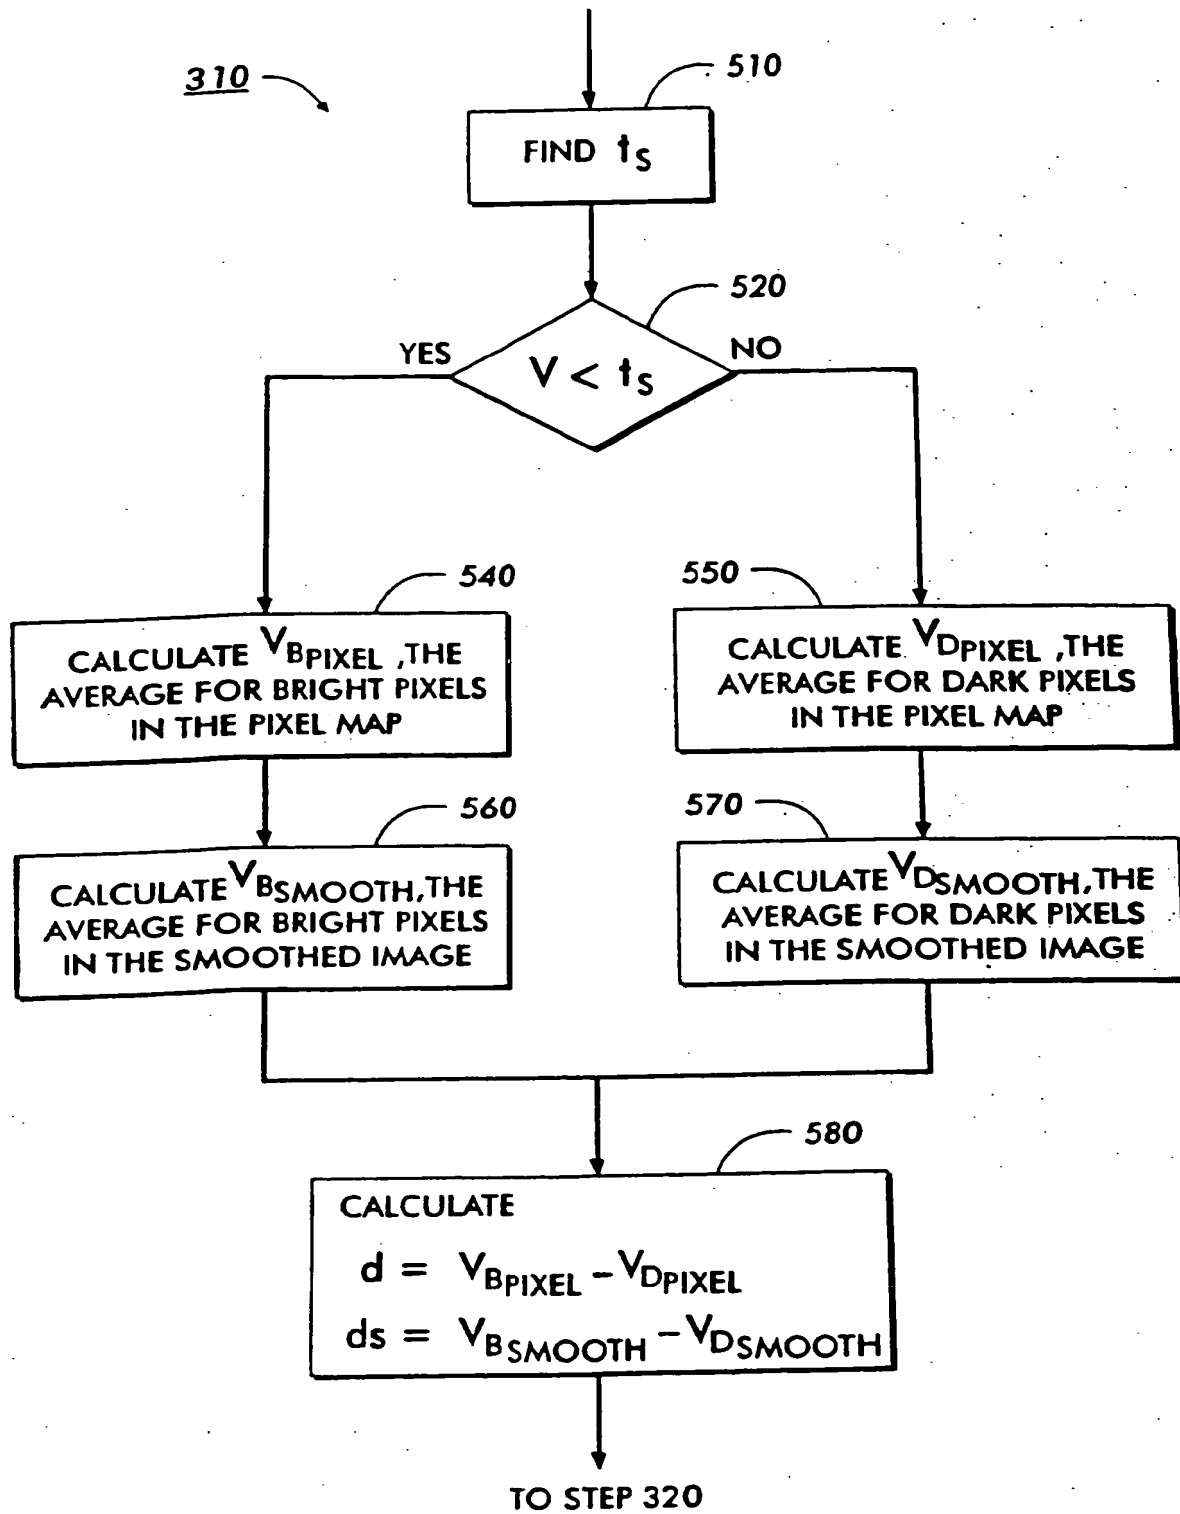 310
510
FIND tS
520
YES
NO
V < tS
540
550
CALCULATE VBPIXEL ,THE
AVERAGE FOR BRIGHT PIXELS
IN THE PIXEL MAP
CALCULATE VDPIXEL ,THE
AVERAGE FOR DARK PIXELS
IN THE PIXEL MAP
560
570
CALCULATE VBSMOOTH, THE
AVERAGE FOR BRIGHT PIXELS
IN THE SMOOTHED IMAGE
CALCULATE VDSMOOTH, THE
AVERAGE FOR DARK PIXELS
IN THE SMOOTHED IMAGE
580
CALCULATE
d = VBPIXEL - VDPIXEL
ds = VBSMOOTH - VDSMOOTH
TO STEP 320